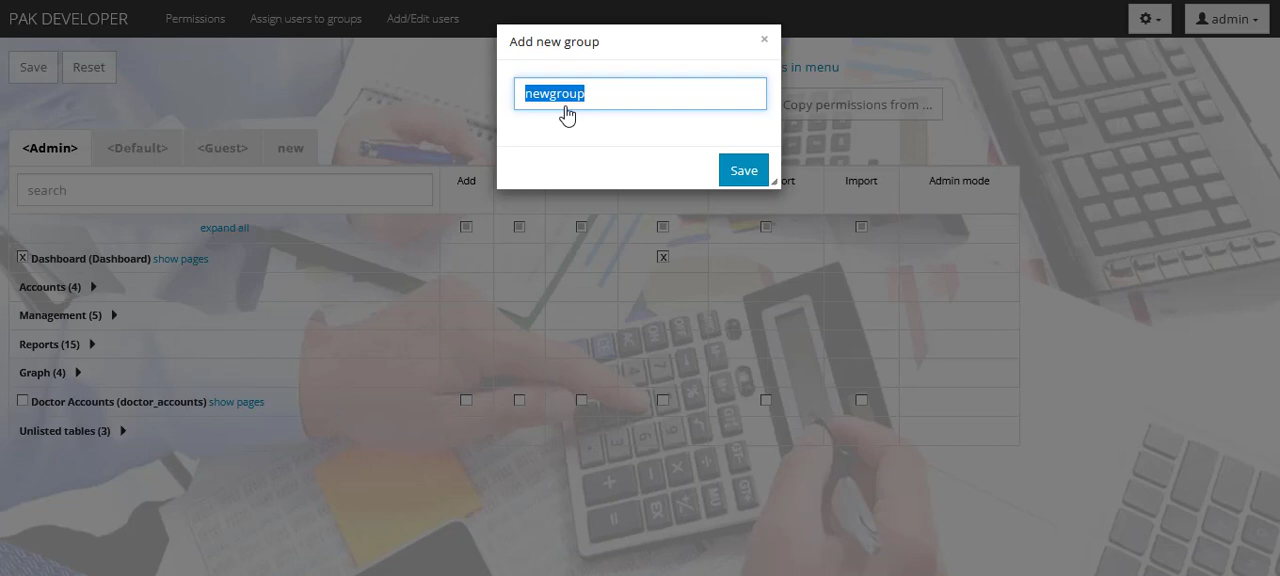 PAK DEVELOPER Permissions Assign users to groups Add/Edit users admin
Add new group ×
Save Reset s in menu
newgroup
Copy permissions from ...
<Admin> <Default> <Guest> new
Save
search Add ort Import Admin mode
expand all
Dashboard (Dashboard) show pages
Accounts (4)
Management (5)
Reports (15)
Graph (4)
Doctor Accounts (doctor_accounts) show pages
Unlisted tables (3)